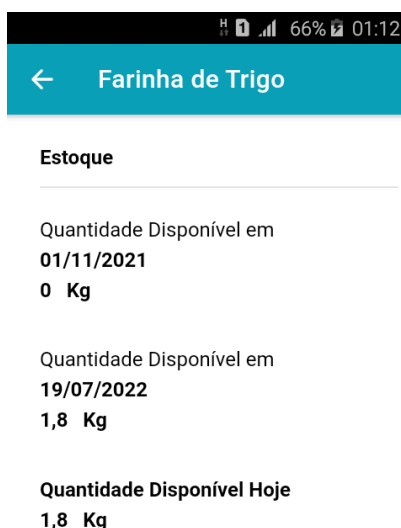 H 1 66% 01:12
Farinha de Trigo
Estoque
Quantidade Disponível em
01/11/2021
0 Kg
Quantidade Disponível em
19/07/2022
1,8 Kg
Quantidade Disponível Hoje
1,8 Kg